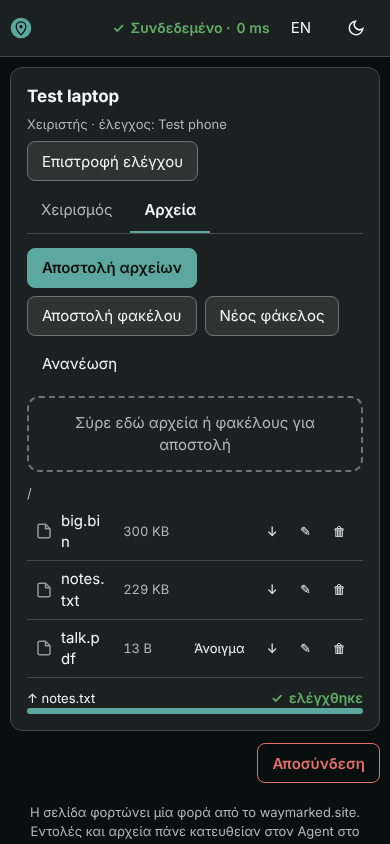 ✓ Συνδεδεμένο · 0 ms EN
Test laptop
Χειριστής · έλεγχος: Test phone
Επιστροφή ελέγχου
Χειρισμός Αρχεία
Αποστολή αρχείων
Αποστολή φακέλου Νέος φάκελος
Ανανέωση
Σύρε εδώ αρχεία ή φακέλους για
αποστολή
/
big.bi
n 300 KB ↓ ✎
notes.
txt 229 KB ↓ ✎
talk.p
df 13 B Άνοιγμα ↓ ✎
↑ notes.txt ✓ ελέγχθηκε
Αποσύνδεση
Η σελίδα φορτώνει μία φορά από το waymarked.site.
Εντολές και αρχεία πάνε κατευθείαν στον Agent στο